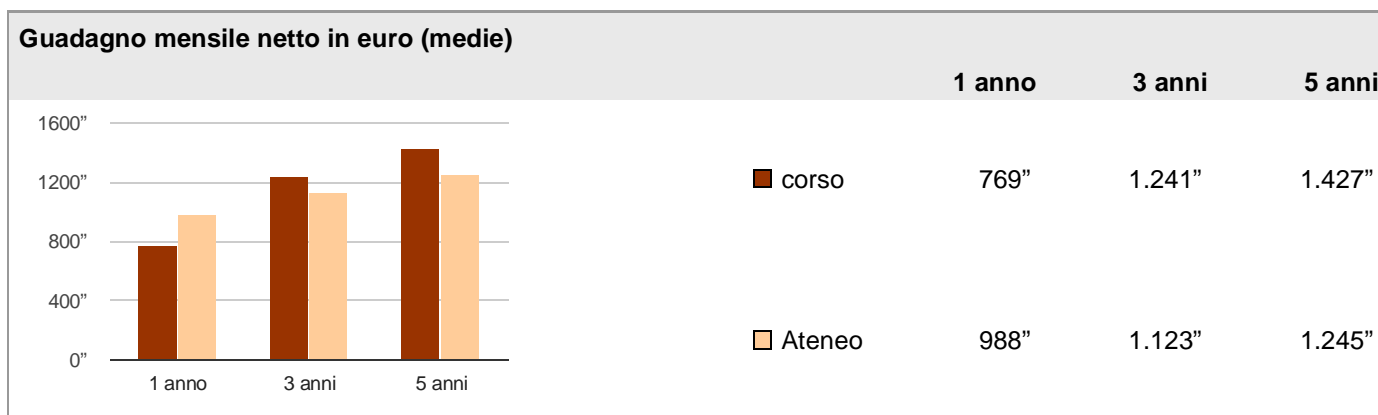 Guadagno mensile netto in euro (medie)
1 anno 3 anni 5 anni
1600”
1200”
800”
400”
0”
1 anno 3 anni 5 anni
corso 769” 1.241” 1.427”
Ateneo 988” 1.123” 1.245”